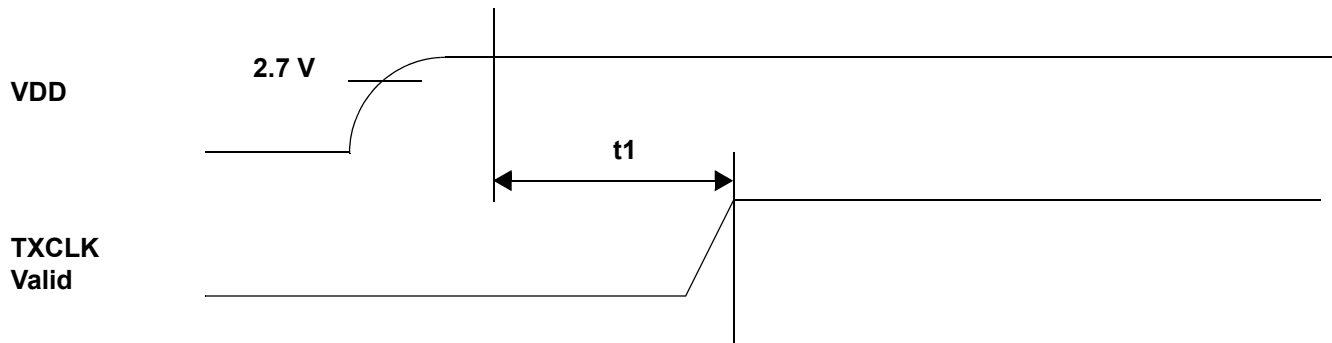 2.7 V
VDD
t1
TXCLK
Valid